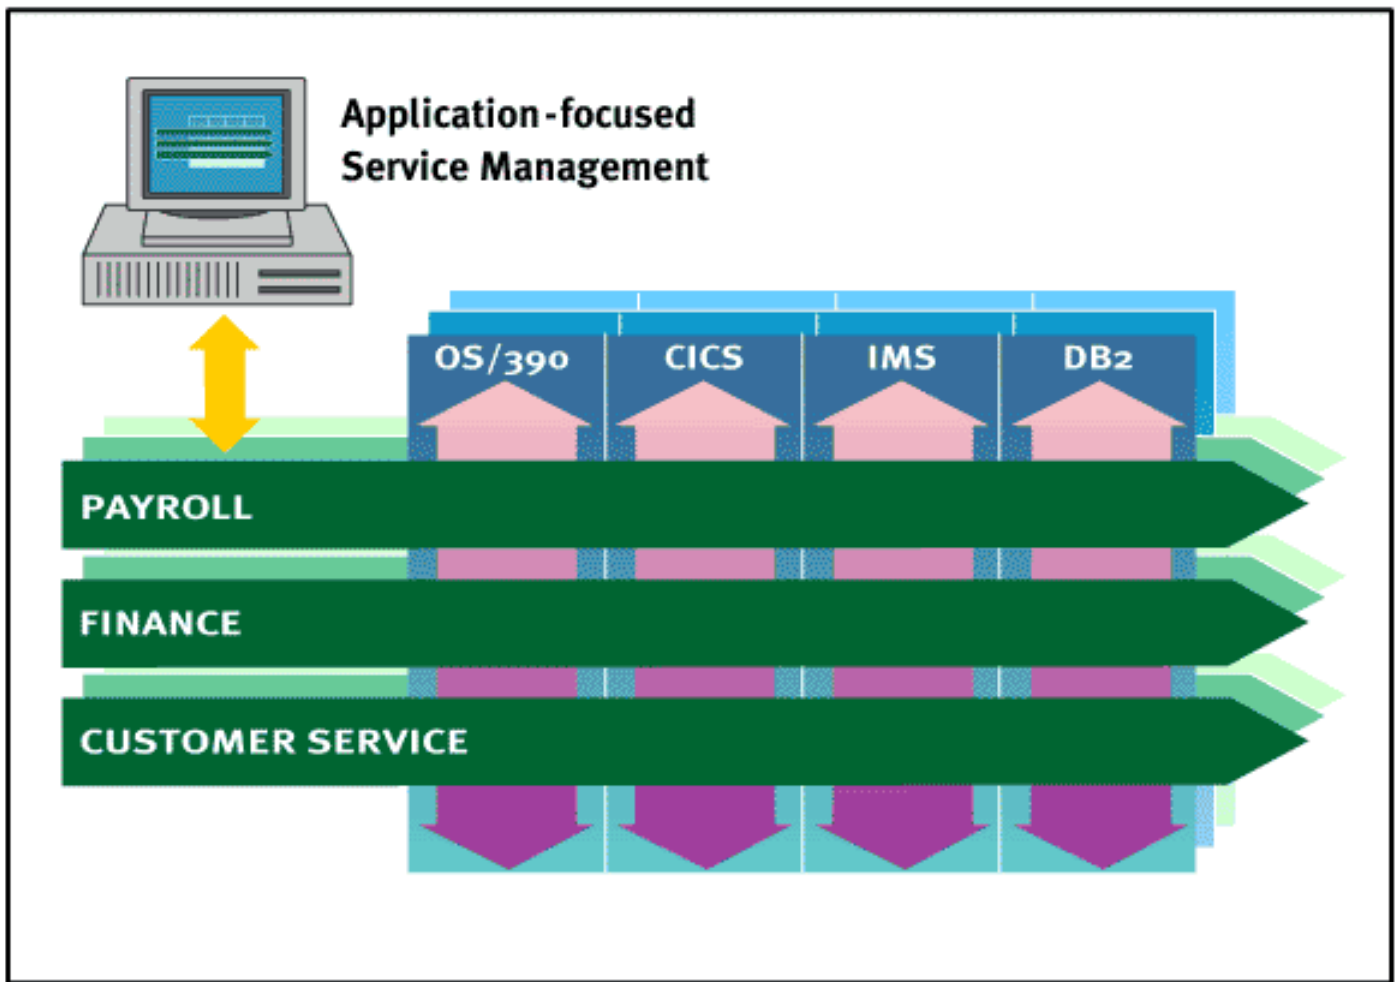 Application-focused
Service Management
OS/390
CICS
IMS
DB2
PAYROLL
FINANCE
CUSTOMER SERVICE